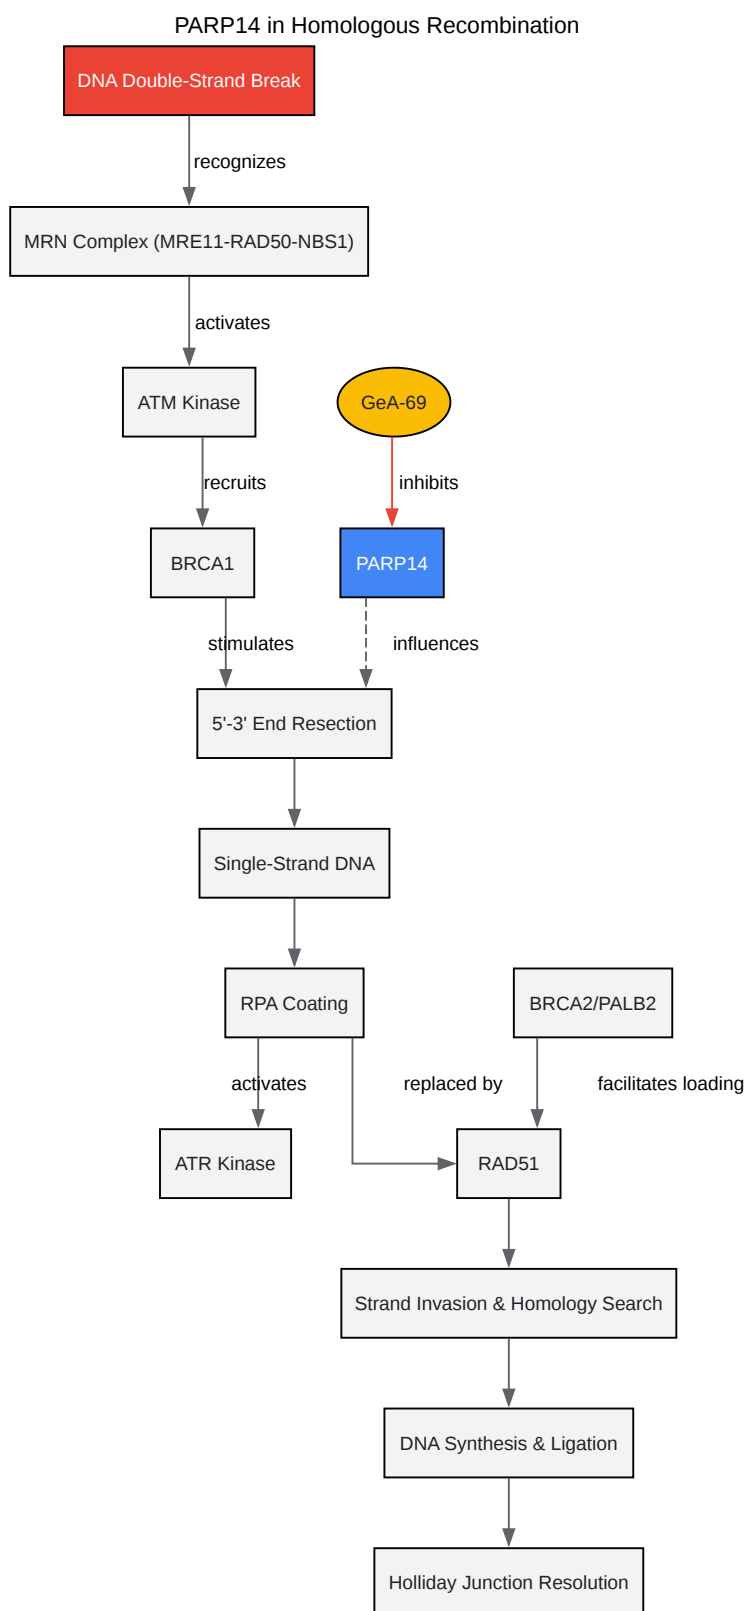 PARP14 in Homologous Recombination
DNA Double-Strand Break
recognizes
MRN Complex (MRE11-RAD50-NBS1)
activates
ATM Kinase
GeA-69
recruits
inhibits
BRCA1
PARP14
stimulates
influences
5'-3' End Resection
Single-Strand DNA
RPA Coating
BRCA2/PALB2
activates
replaced by
facilitates loading
ATR Kinase
RAD51
Strand Invasion & Homology Search
DNA Synthesis & Ligation
Holliday Junction Resolution